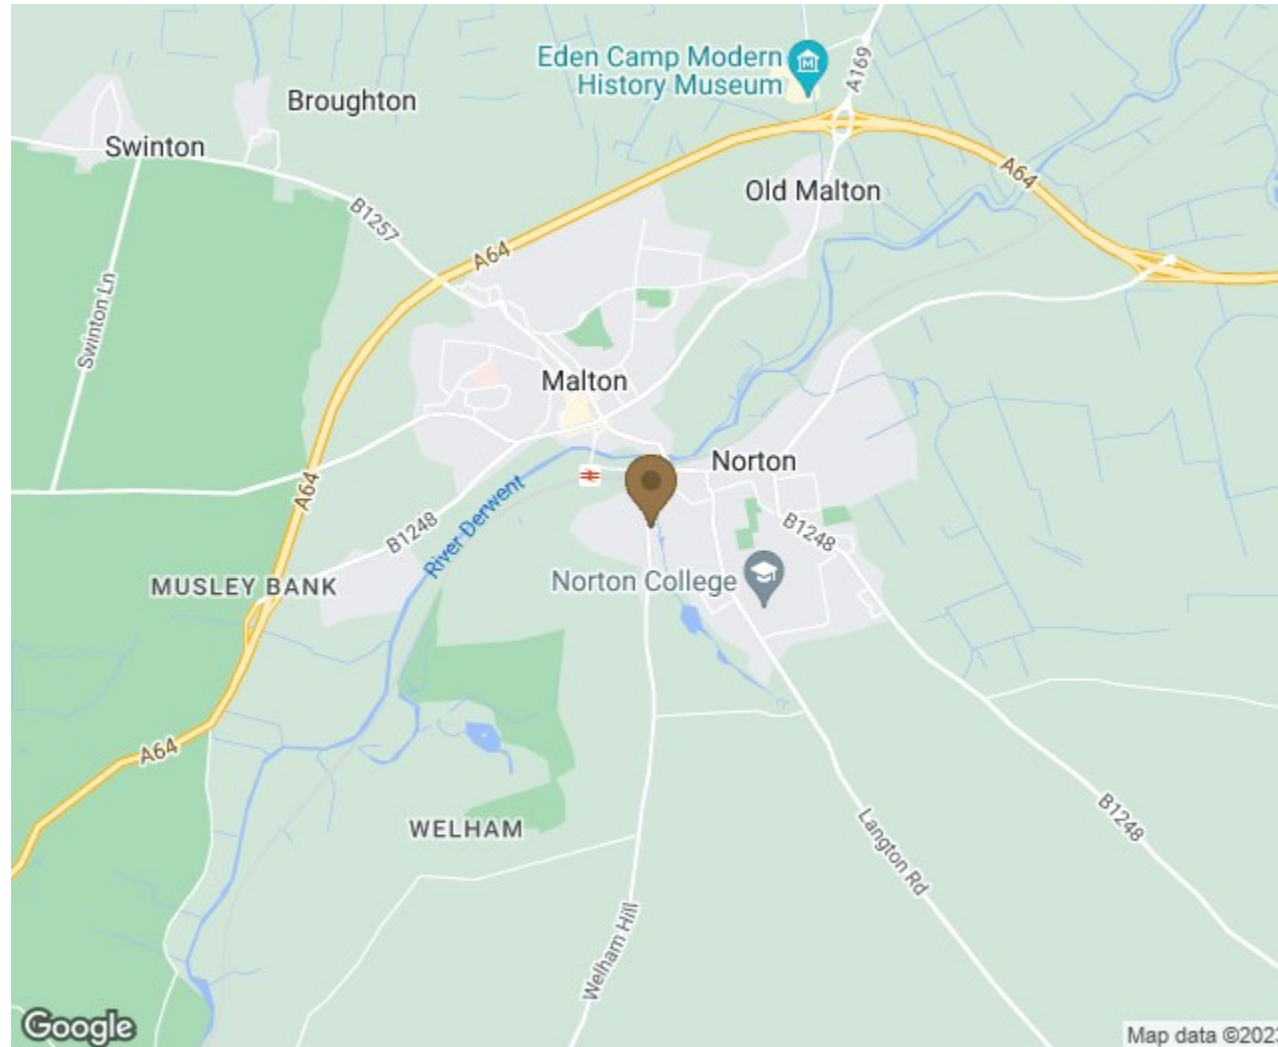 Eden Camp Modern
History Museum
A169
Broughton
Swinton
A64
Old Malton
B1257
A64
Swinton Ln
Malton
Norton
A64
River Derwent
B1248
B1248
Norton College
MUSLEY BANK
A64
WELHAM
B1248
Langton Rd
Welham Hill
Google
Map data ©202